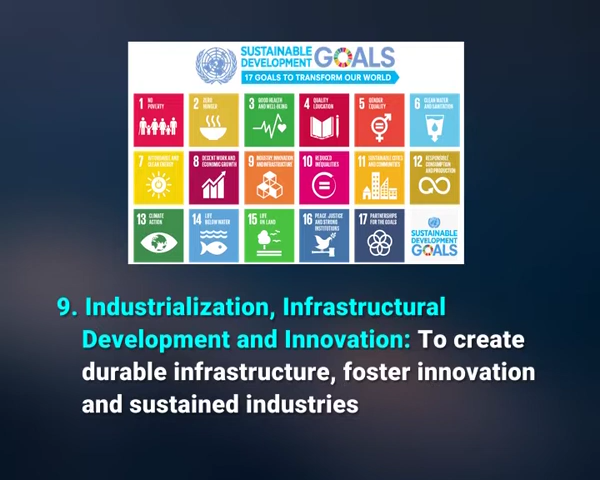 SUSTAINABLE
DEVELOPMENT GOALS
17 GOALS TO TRANSFORM OUR WORLD
1 NO POVERTY
2 ZERO HUNGER
3 GOOD HEALTH AND WELL-BEING
4 QUALITY EDUCATION
5 GENDER EQUALITY
6 CLEAN WATER AND SANITATION
7 AFFORDABLE AND CLEAN ENERGY
8 DECENT WORK AND ECONOMIC GROWTH
9 INDUSTRY, INNOVATION AND INFRASTRUCTURE
10 REDUCED INEQUALITIES
11 SUSTAINABLE CITIES AND COMMUNITIES
12 RESPONSIBLE CONSUMPTION AND PRODUCTION
13 CLIMATE ACTION
14 LIFE BELOW WATER
15 LIFE ON LAND
16 PEACE, JUSTICE AND STRONG INSTITUTIONS
17 PARTNERSHIPS FOR THE GOALS
SUSTAINABLE
DEVELOPMENT
GOALS
9. Industrialization, Infrastructural
Development and Innovation: To create
durable infrastructure, foster innovation
and sustained industries